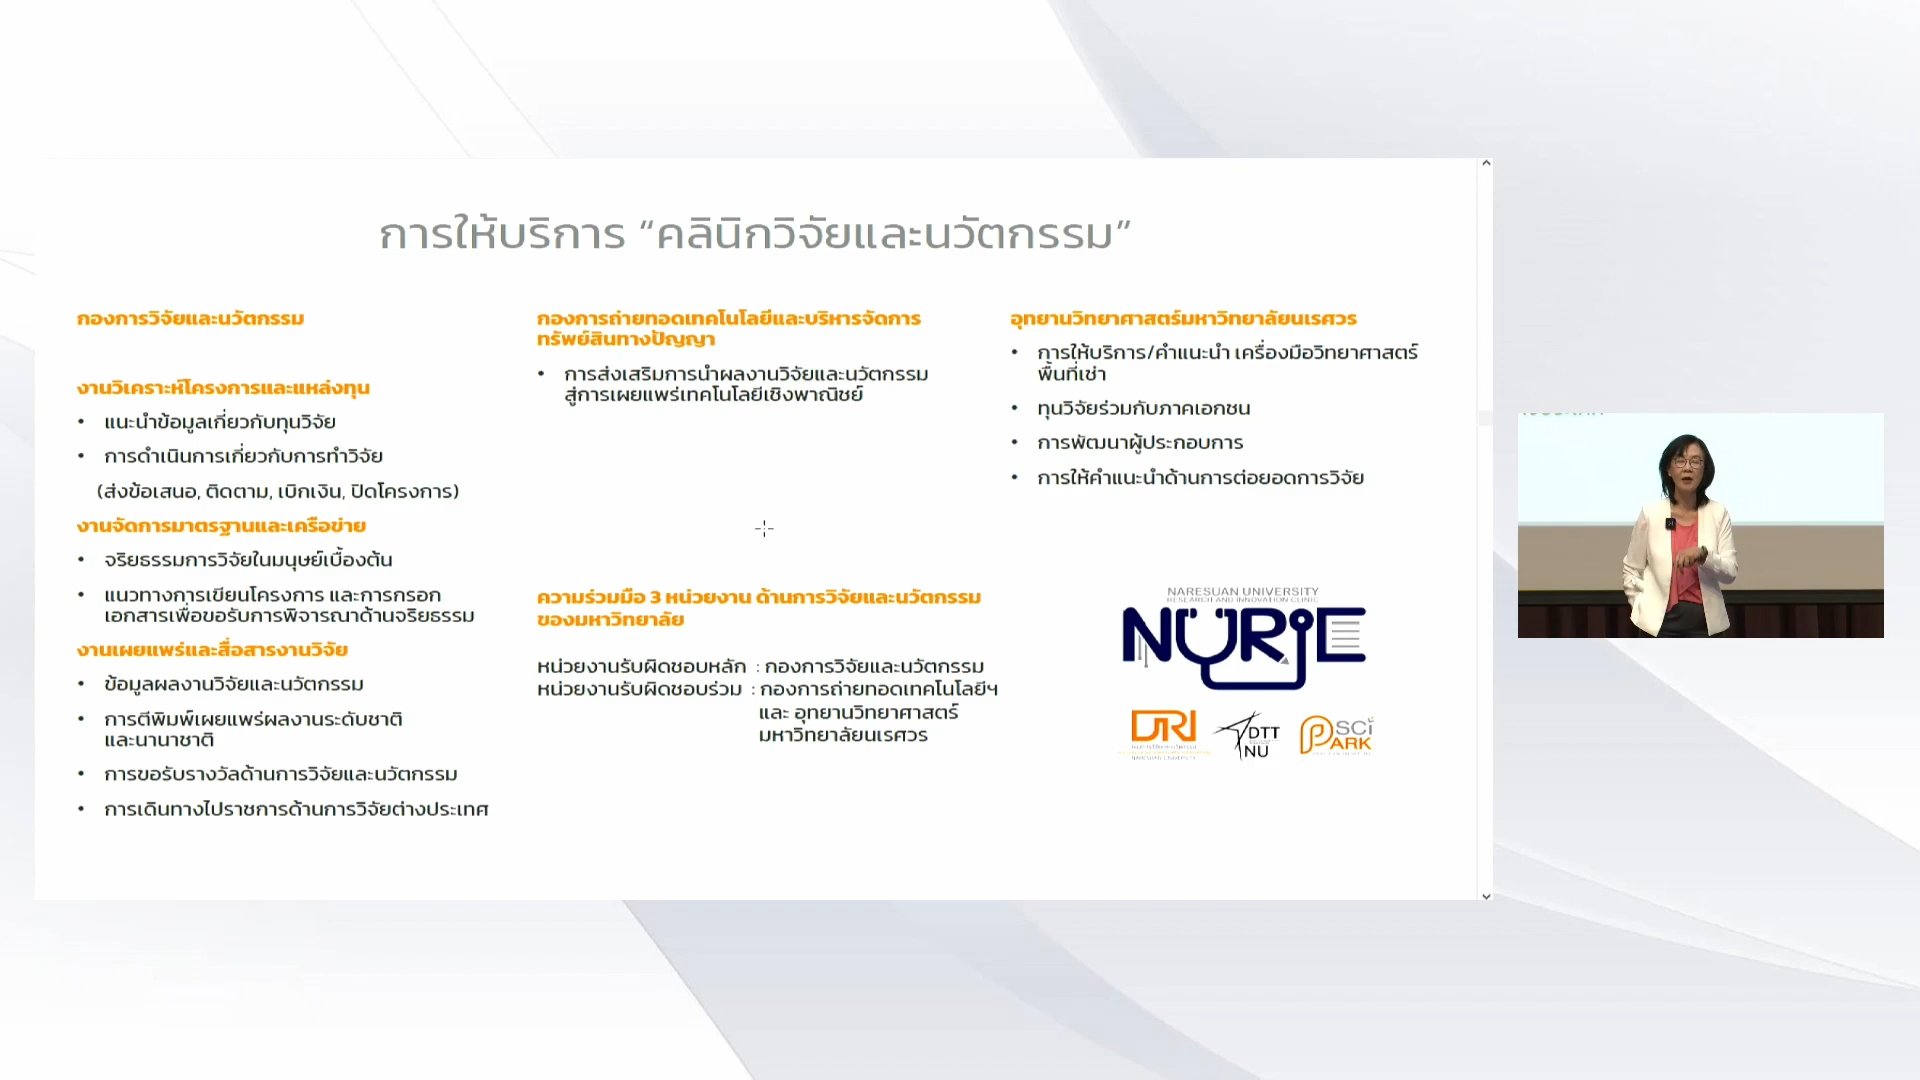 การให้บริการ “คลินิกวิจัยและนวัตกรรม”
กองการวิจัยและนวัตกรรม
งานวิเคราะห์โครงการและแหล่งทุน
• แนะนำข้อมูลเกี่ยวกับทุนวิจัย
• การดำเนินการเกี่ยวกับการทำวิจัย
(ส่งข้อเสนอ, ติดตาม, เบิกเงิน, ปิดโครงการ)
งานจัดการมาตรฐานและเครือข่าย
• จริยธรรมการวิจัยในมนุษย์เบื้องต้น
• แนวทางการเขียนโครงการ และการกรอก
เอกสารเพื่อขอรับการพิจารณาด้านจริยธรรม
งานเผยแพร่และสื่อสารงานวิจัย
• ข้อมูลผลงานวิจัยและนวัตกรรม
• การตีพิมพ์เผยแพร่ผลงานระดับชาติ
และนานาชาติ
• การขอรับรางวัลด้านการวิจัยและนวัตกรรม
• การเดินทางไปราชการด้านการวิจัยต่างประเทศ
กองการถ่ายทอดเทคโนโลยีและบริหารจัดการ
ทรัพย์สินทางปัญญา
• การส่งเสริมการนำผลงานวิจัยและนวัตกรรม
สู่การเผยแพร่เทคโนโลยีเชิงพาณิชย์
ความร่วมมือ 3 หน่วยงาน ด้านการวิจัยและนวัตกรรม
ของมหาวิทยาลัย
หน่วยงานรับผิดชอบหลัก : กองการวิจัยและนวัตกรรม
หน่วยงานรับผิดชอบร่วม : กองการถ่ายทอดเทคโนโลยีฯ
และ อุทยานวิทยาศาสตร์
มหาวิทยาลัยนเรศวร
อุทยานวิทยาศาสตร์มหาวิทยาลัยนเรศวร
• การให้บริการ/คำแนะนำ เครื่องมือวิทยาศาสตร์
พื้นที่เช่า
• ทุนวิจัยร่วมกับภาคเอกชน
• การพัฒนาผู้ประกอบการ
• การให้คำแนะนำด้านการต่อยอดการวิจัย
NARESUAN UNIVERSITY
RESEARCH AND INNOVATION CLINIC
NURIE
DRI
NARESUAN UNIVERSITY
DTT
NU
SCI
PARK